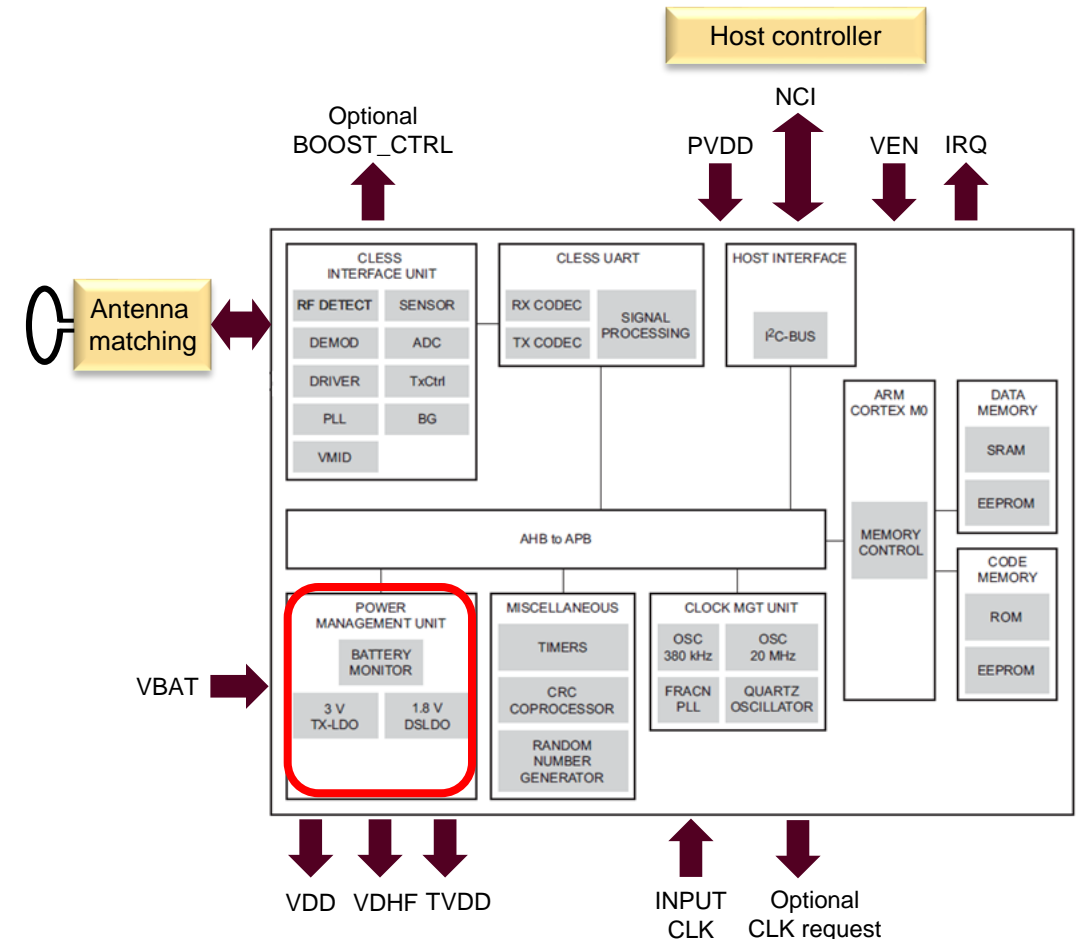 Host controller
NCI
Optional
BOOST_CTRL
PVDD
VEN
IRQ
CLESS
INTERFACE UNIT
RF DETECT
SENSOR
DEMOD
ADC
DRIVER
TxCtrl
PLL
BG
VMID
CLESS UART
RX CODEC
TX CODEC
SIGNAL
PROCESSING
HOST INTERFACE
I²C-BUS
Antenna
matching
ARM
CORTEX M0
MEMORY
CONTROL
DATA
MEMORY
SRAM
EEPROM
AHB to APB
CODE
MEMORY
ROM
EEPROM
POWER
MANAGEMENT UNIT
BATTERY
MONITOR
3 V
TX-LDO
1.8 V
DSLDO
MISCELLANEOUS
TIMERS
CRC
COPROCESSOR
RANDOM
NUMBER
GENERATOR
CLOCK MGT UNIT
OSC
380 kHz
OSC
20 MHz
FRACN
PLL
QUARTZ
OSCILLATOR
VBAT
VDD
VDHF
TVDD
INPUT
CLK
Optional
CLK request